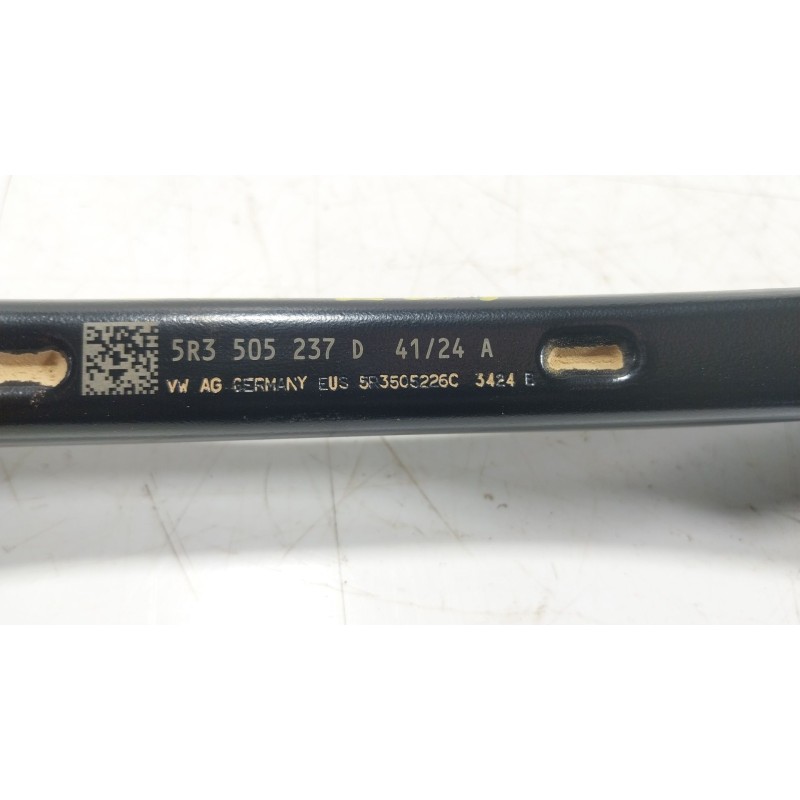 5R3 505 237 D 41/24 A
VW AG GERMANY EUS 5R3505226C 3424 E